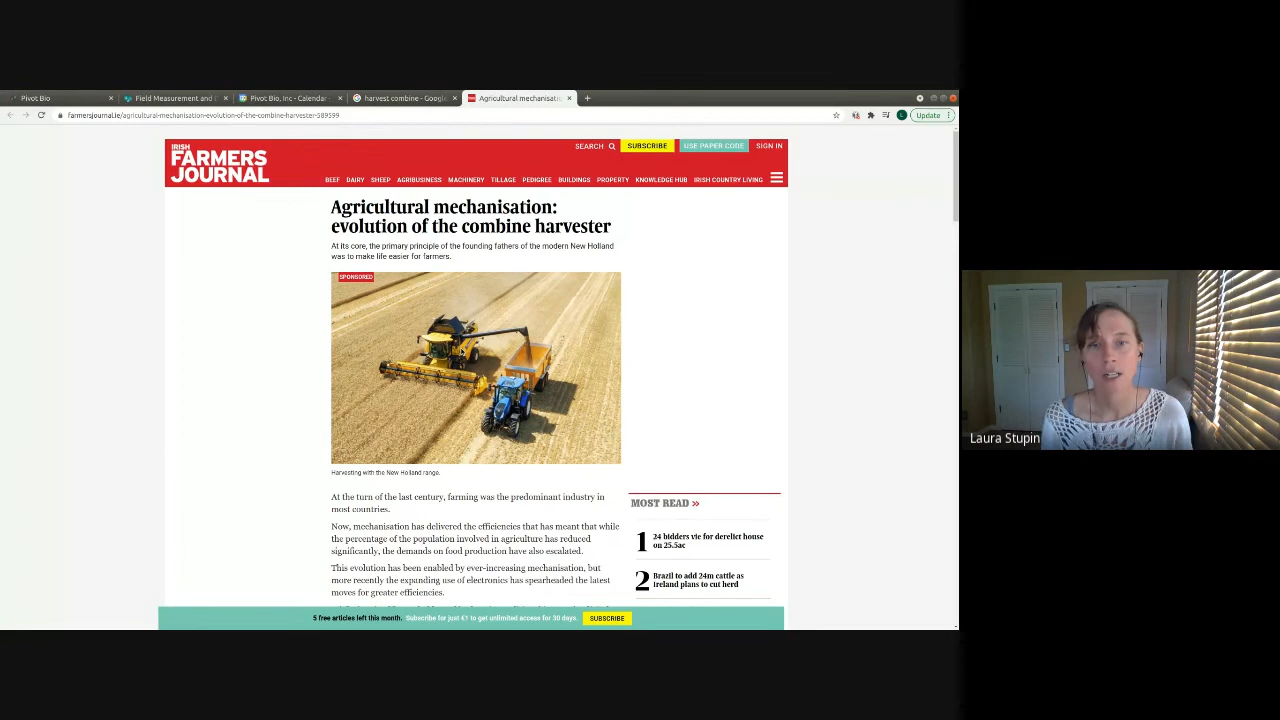 Pivot Bio
Field Measurement and
Pivot Bio, Inc - Calendar -
harvest combine - Google
Agricultural mechanisati
farmersjournal.ie/agricultural-mechanisation-evolution-of-the-combine-harvester-589599
Update
IRISH
FARMERS
JOURNAL
SEARCH SUBSCRIBE USE PAPER CODE SIGN IN
BEEF DAIRY SHEEP AGRIBUSINESS MACHINERY TILLAGE PEDIGREE BUILDINGS PROPERTY KNOWLEDGE HUB IRISH COUNTRY LIVING
Agricultural mechanisation:
evolution of the combine harvester
At its core, the primary principle of the founding fathers of the modern New Holland
was to make life easier for farmers.
SPONSORED
Harvesting with the New Holland range.
At the turn of the last century, farming was the predominant industry in
most countries.
Now, mechanisation has delivered the efficiencies that has meant that while
the percentage of the population involved in agriculture has reduced
significantly, the demands on food production have also escalated.
This evolution has been enabled by ever-increasing mechanisation, but
more recently the expanding use of electronics has spearheaded the latest
moves for greater efficiencies.
MOST READ »
1 24 bidders vie for derelict house
on 25.5ac
2 Brazil to add 24m cattle as
Ireland plans to cut herd
5 free articles left this month. Subscribe for just €1 to get unlimited access for 30 days. SUBSCRIBE
Laura Stupin